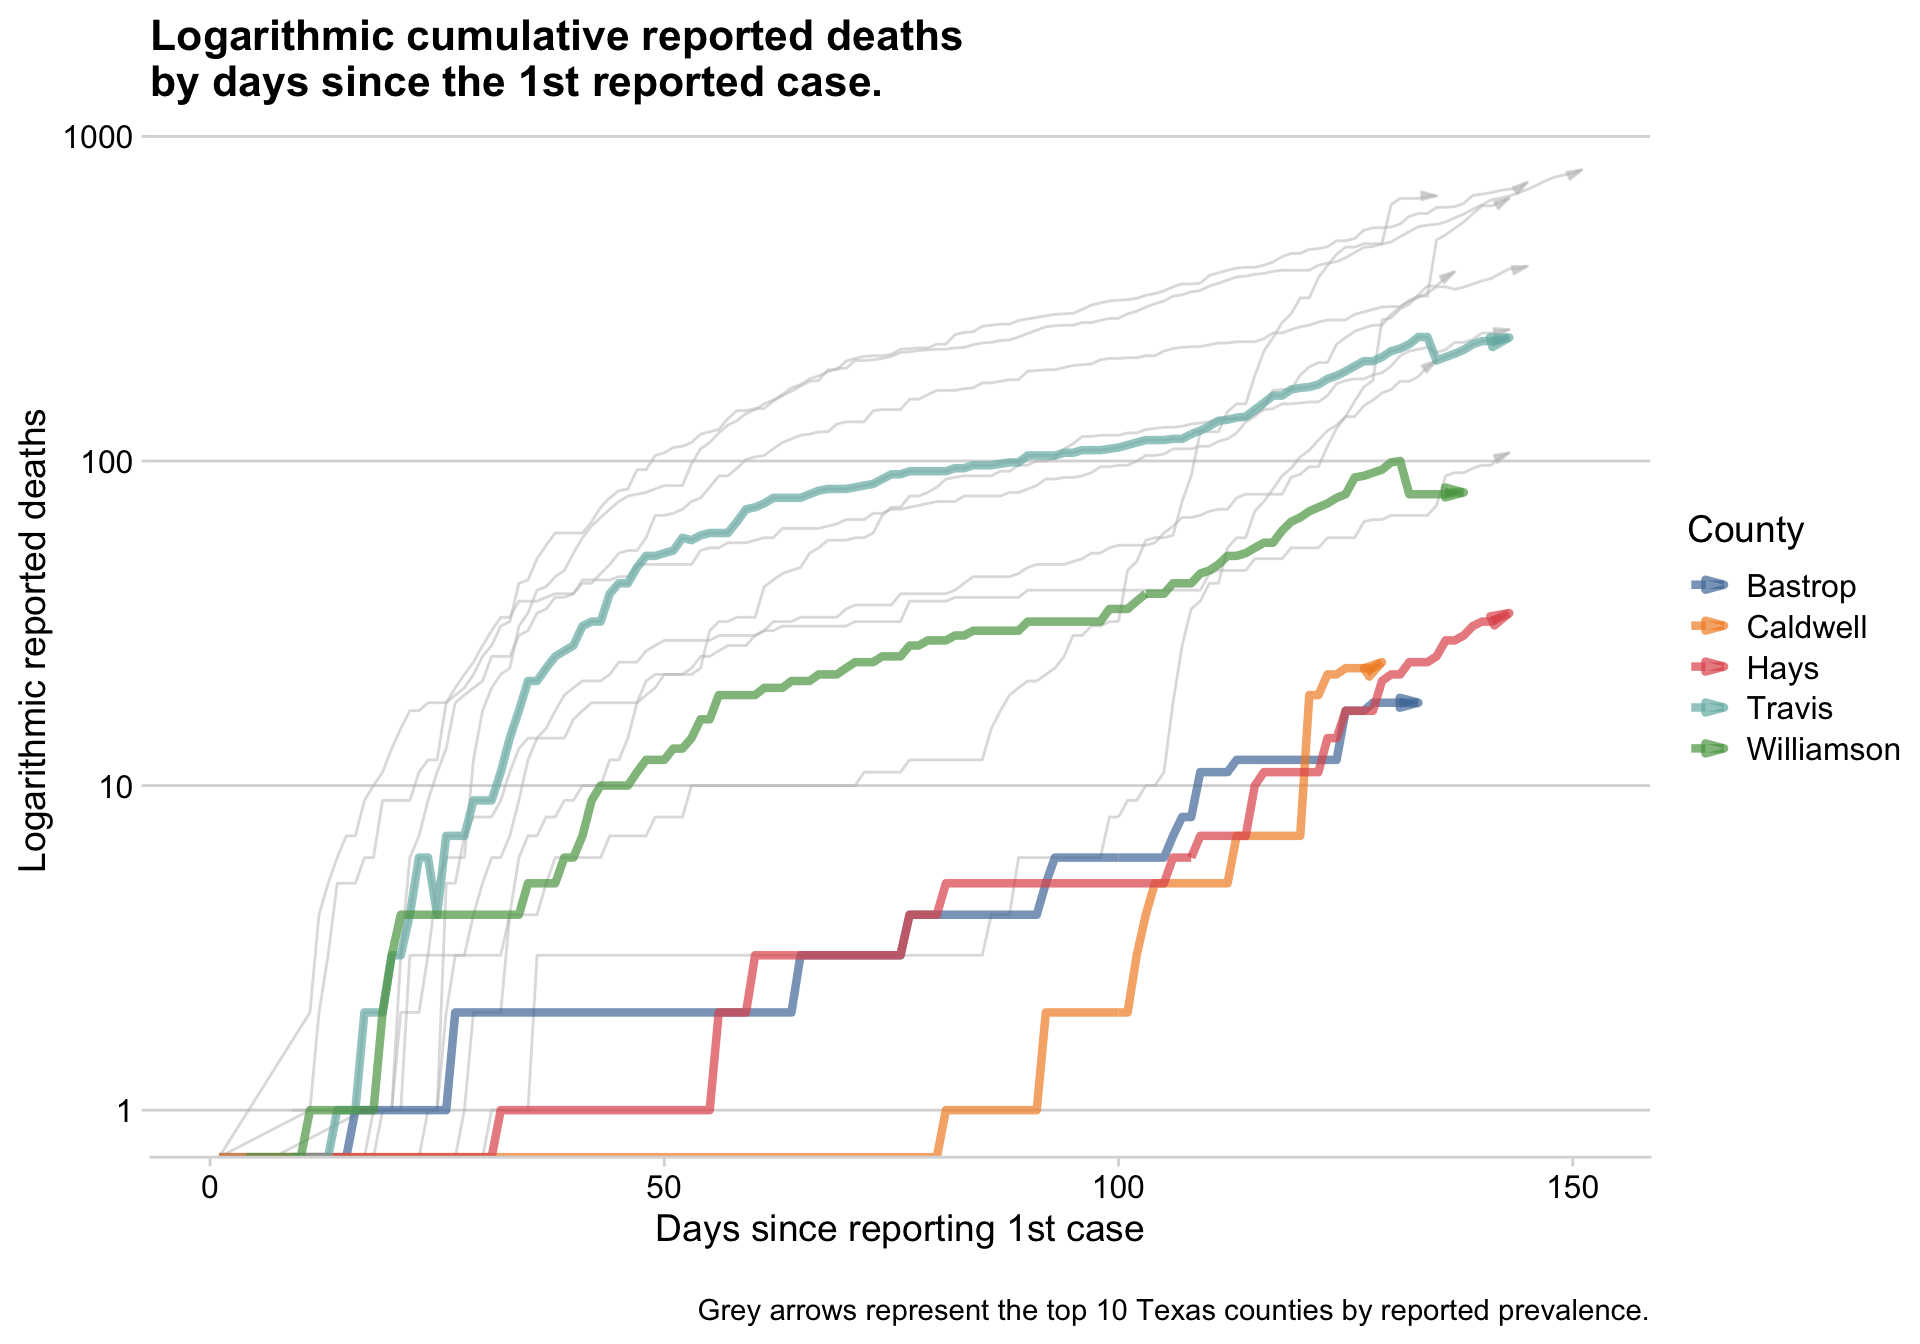 Logarithmic cumulative reported deaths
by days since the 1st reported case.
1000
100
10
1
Logarithmic reported deaths
0
50
100
150
Days since reporting 1st case
County
Bastrop
Caldwell
Hays
Travis
Williamson
Grey arrows represent the top 10 Texas counties by reported prevalence.